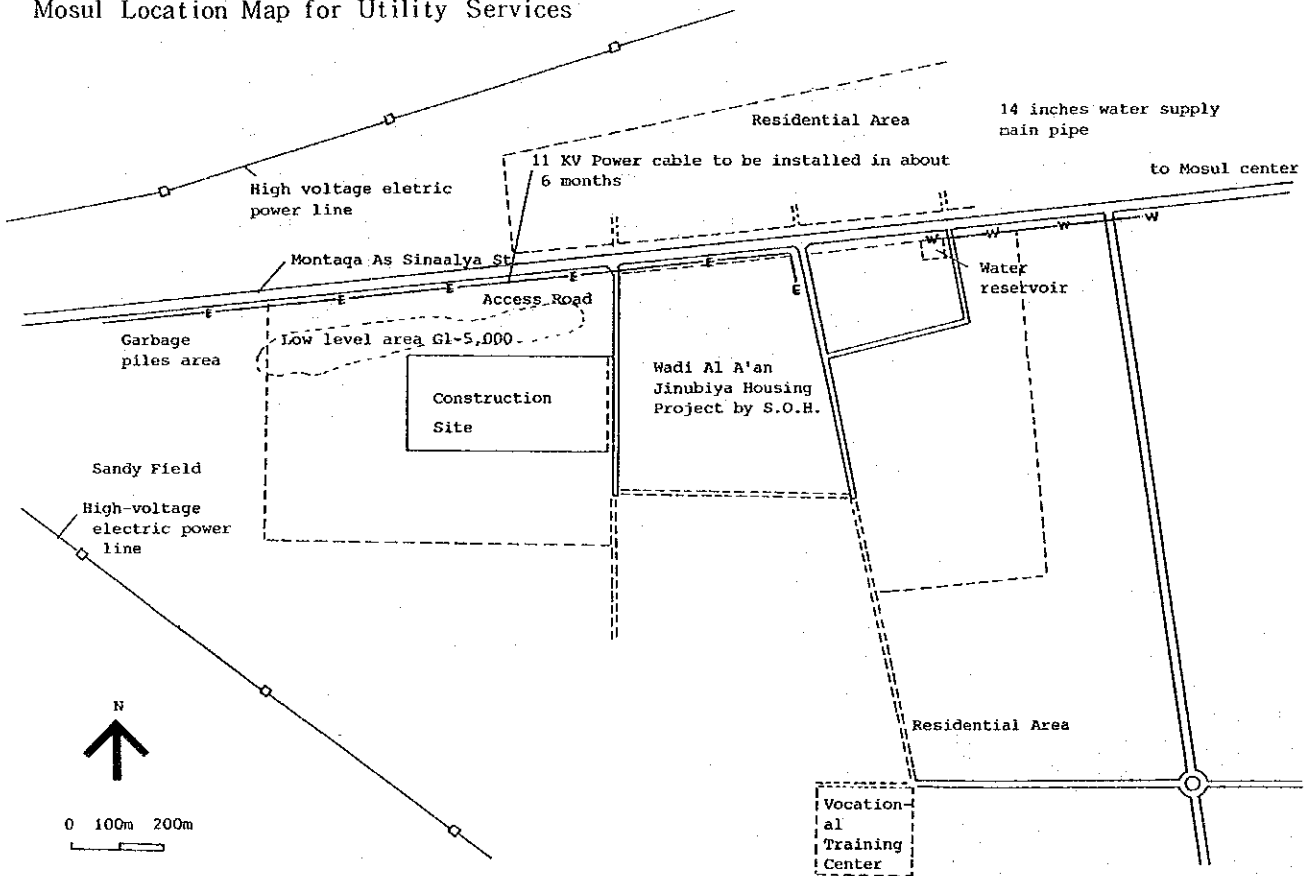 Mosul Location Map for Utility Services
Residential Area
14 inches water supply
main pipe
11 KV Power cable to be installed in about
6 months
to Mosul center
High voltage eletric
power line
Montaqa As Sinaalya St
W
W
W
W
Water
reservoir
E
E
E
E
E
E
Access Road
Garbage
piles area
Low level area Gl-5,000
Wadi Al A'an
Jinubiya Housing
Project by S.O.H.
Construction
Site
Sandy Field
High-voltage
electric power
line
N
0 100m 200m
Residential Area
Vocation-
al
Training
Center